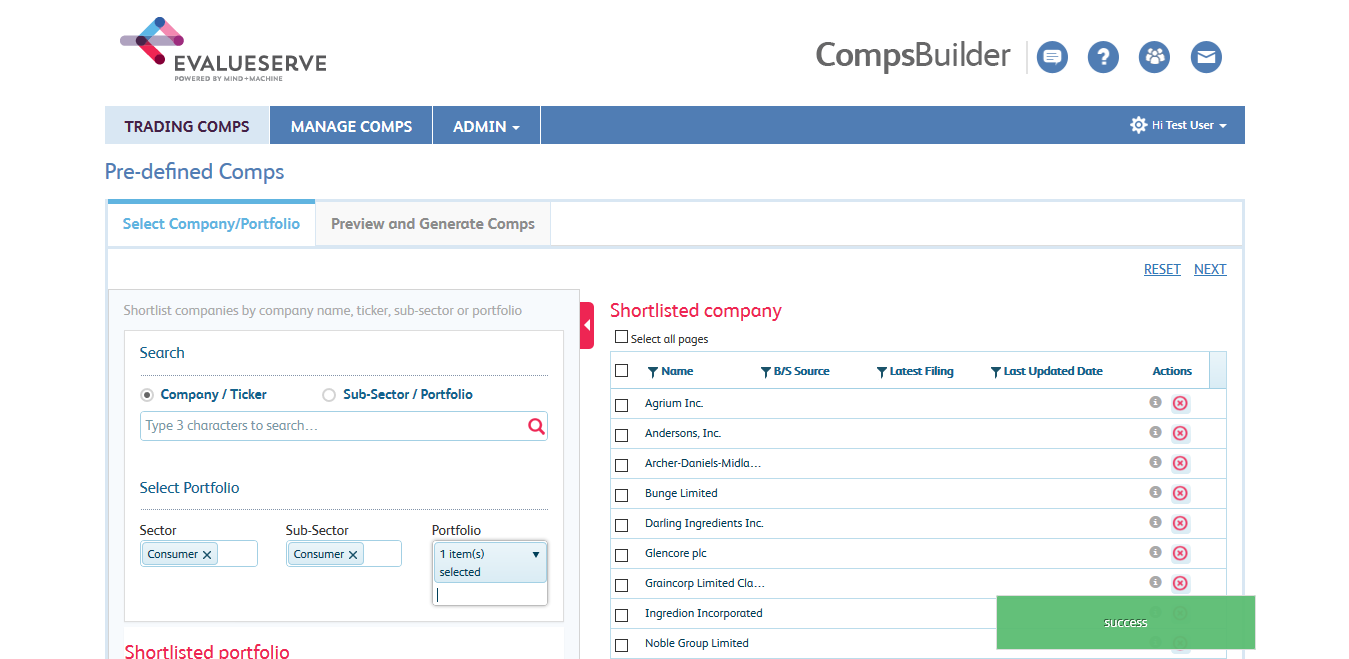 EVALUESERVE
POWERED BY MIND+MACHINE
CompsBuilder
TRADING COMPS
MANAGE COMPS
ADMIN
Hi Test User
Pre-defined Comps
Select Company/Portfolio
Preview and Generate Comps
RESET
NEXT
Shortlist companies by company name, ticker, sub-sector or portfolio
Search
Company / Ticker
Sub-Sector / Portfolio
Type 3 characters to search...
Select Portfolio
Sector
Sub-Sector
Portfolio
Consumer
Consumer
1 item(s)
selected
Shortlisted portfolio
Shortlisted company
Select all pages
Name
B/S Source
Latest Filing
Last Updated Date
Actions
Agrium Inc.
Andersons, Inc.
Archer-Daniels-Midla...
Bunge Limited
Darling Ingredients Inc.
Glencore plc
Graincorp Limited Cla...
Ingredion Incorporated
Noble Group Limited
success